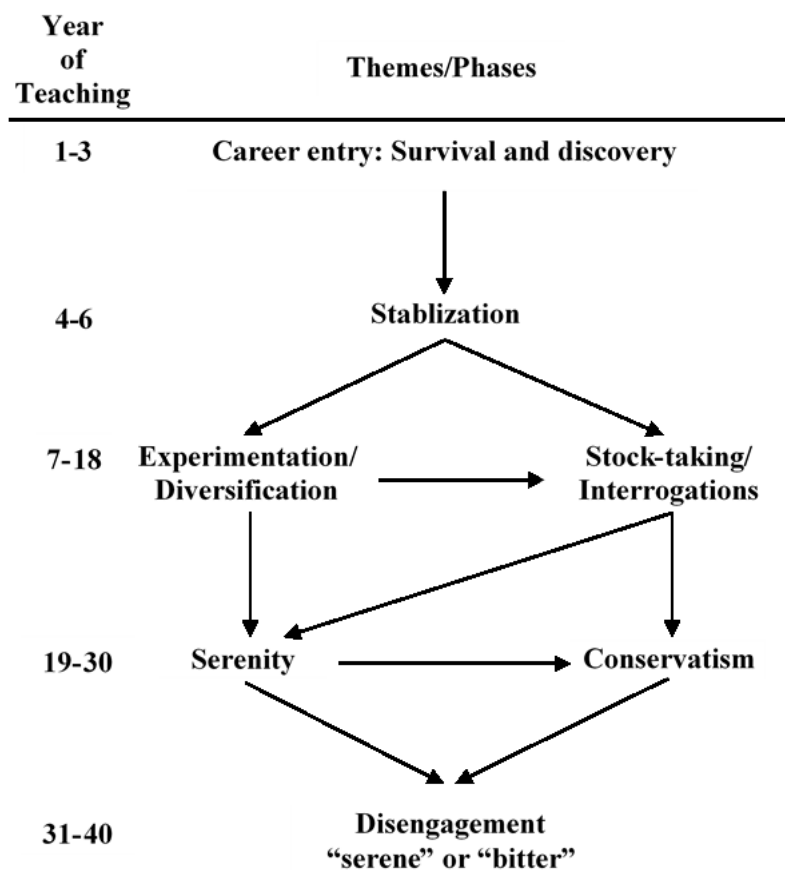 Year
of
Teaching
Themes/Phases
1-3
Career entry: Survival and discovery
4-6
Stablization
7-18
Experimentation/
Diversification
Stock-taking/
Interrogations
19-30
Serenity
Conservatism
31-40
Disengagement
“serene” or “bitter”